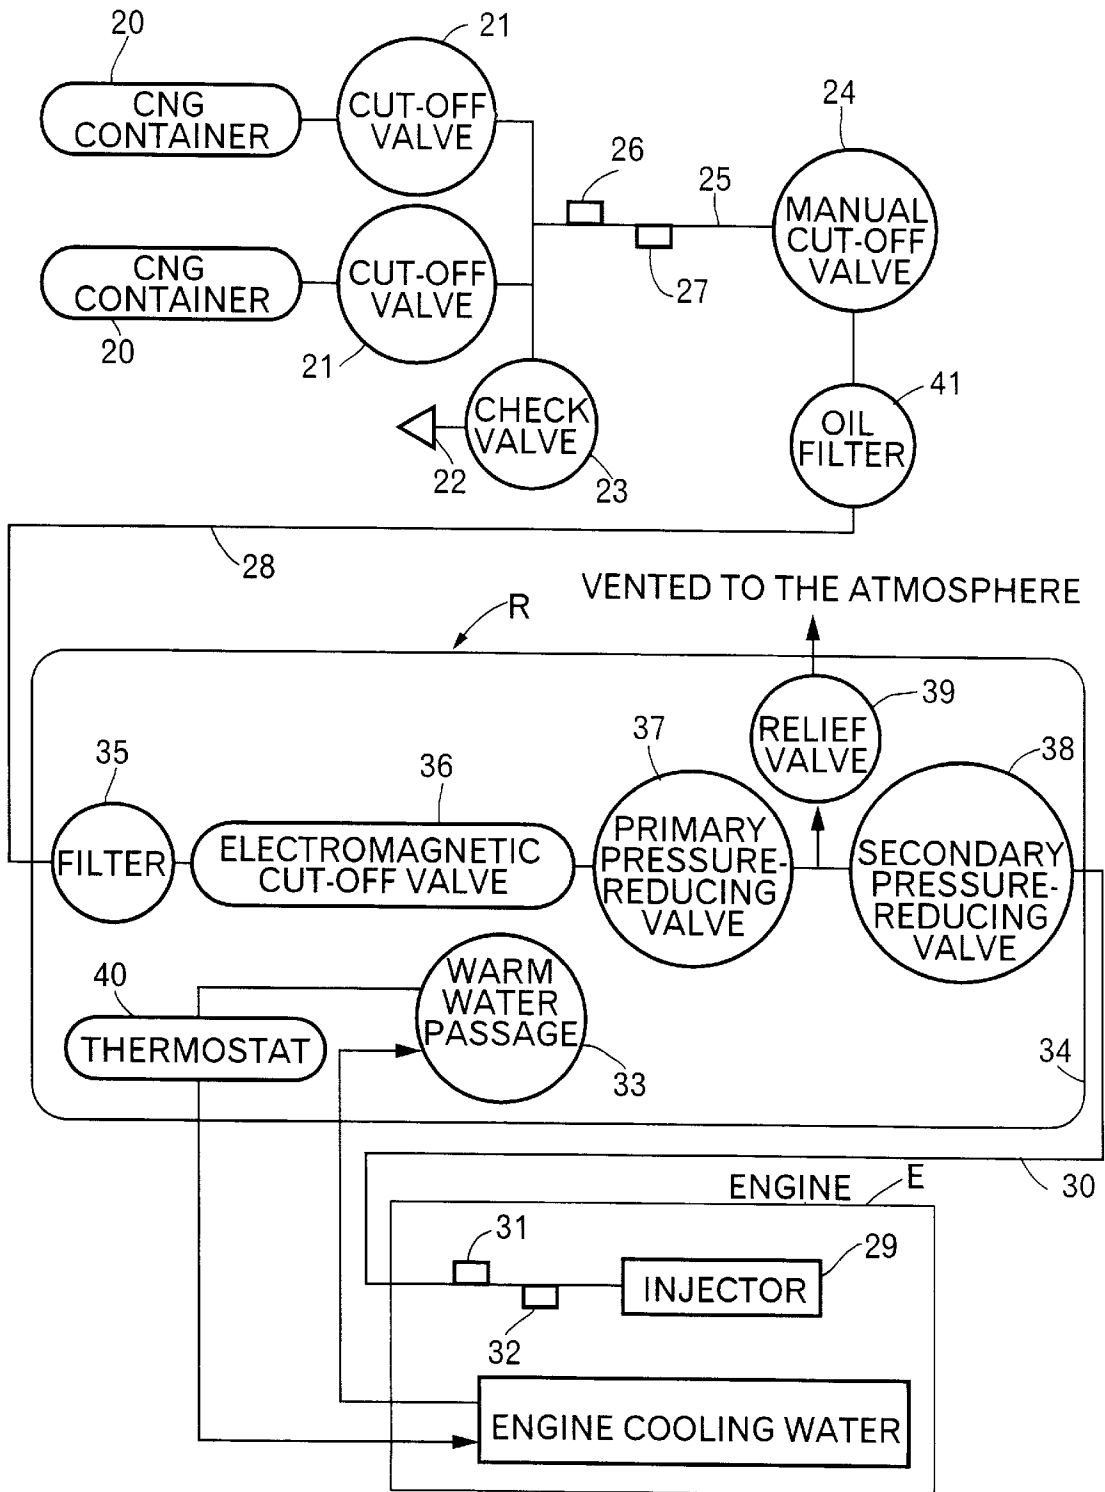 20
21
CNG
CONTAINER
CUT-OFF
VALVE
24
26
25
MANUAL
CUT-OFF
VALVE
27
CNG
CONTAINER
CUT-OFF
VALVE
20
21
41
CHECK
VALVE
OIL
FILTER
22
23
28
VENTED TO THE ATMOSPHERE
R
39
RELIEF
VALVE
37
38
35
36
FILTER
ELECTROMAGNETIC
CUT-OFF VALVE
PRIMARY
PRESSURE-
REDUCING
VALVE
SECONDARY
PRESSURE-
REDUCING
VALVE
40
WARM
WATER
PASSAGE
THERMOSTAT
33
34
30
ENGINE
E
31
29
INJECTOR
32
ENGINE COOLING WATER